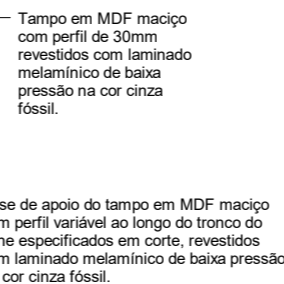 Tampo em MDF maciço
com perfil de 30mm
revestidos com laminado
melamínico de baixa
pressão na cor cinza
fóssil.
se de apoio do tampo em MDF maciço
m perfil variável ao longo do tronco do
ne especificados em corte, revestidos
m laminado melamínico de baixa pressão
cor cinza fóssil.